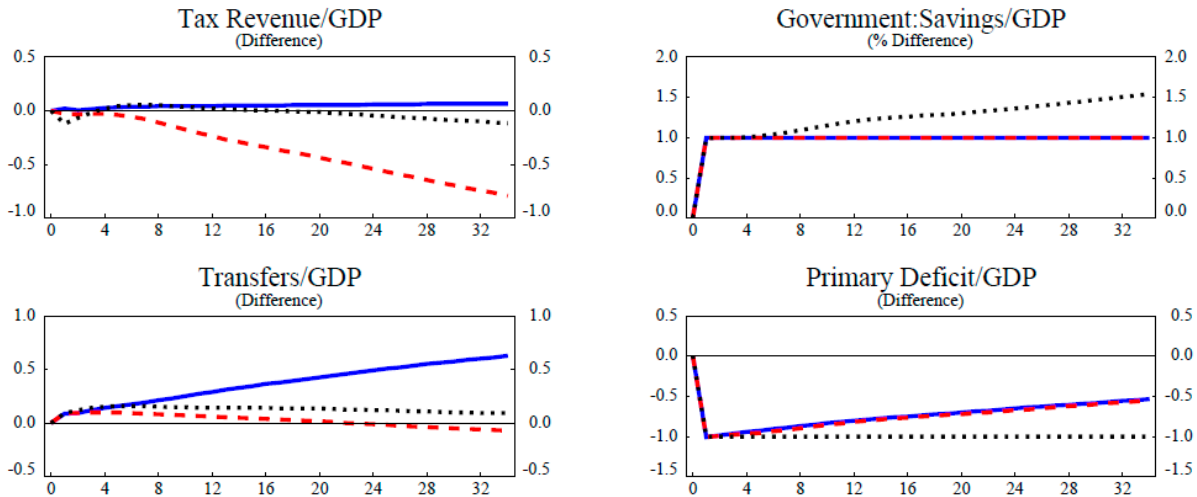 Tax Revenue/GDP
(Difference)
0.5 0.5
0.0 0.0
-0.5 -0.5
-1.0 -1.0
0 4 8 12 16 20 24 28 32
Government:Savings/GDP
(% Difference)
2.0 2.0
1.5 1.5
1.0 1.0
0.5 0.5
0.0 0.0
0 4 8 12 16 20 24 28 32
Transfers/GDP
(Difference)
1.0 1.0
0.5 0.5
0.0 0.0
-0.5 -0.5
0 4 8 12 16 20 24 28 32
Primary Deficit/GDP
(Difference)
0.5 0.5
0.0 0.0
-0.5 -0.5
-1.0 -1.0
-1.5 -1.5
0 4 8 12 16 20 24 28 32